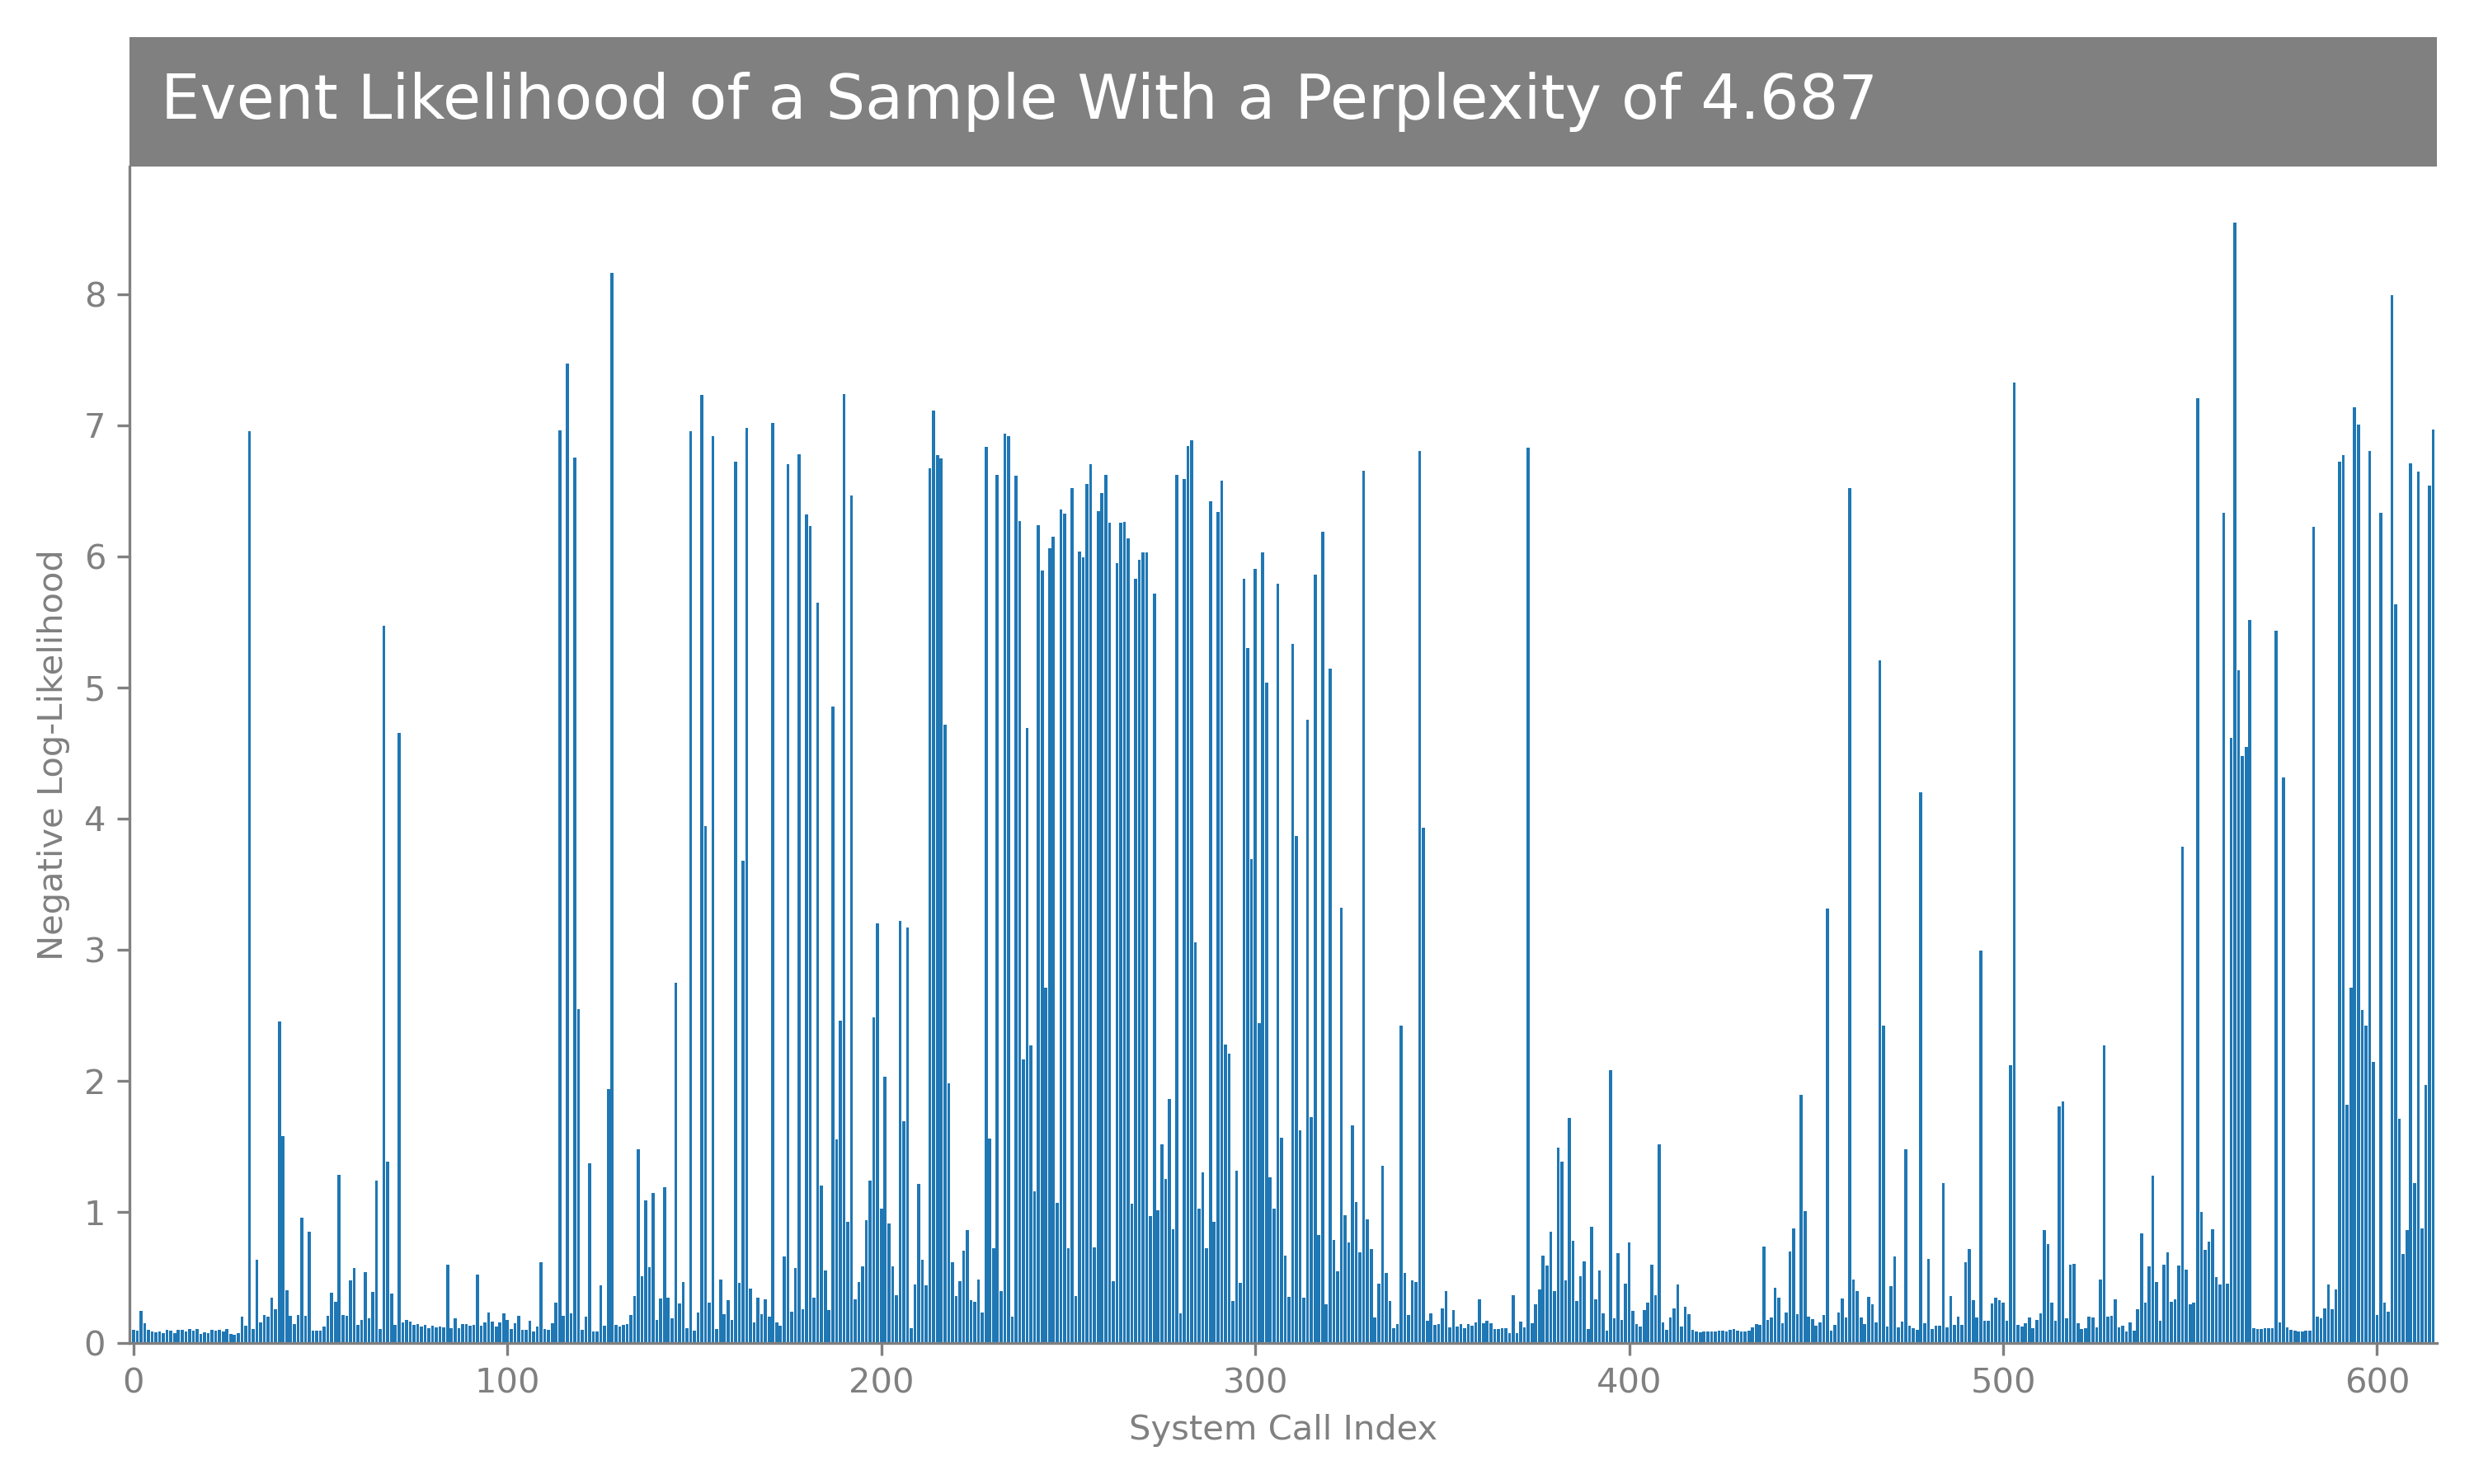 Event Likelihood of a Sample With a Perplexity of 4.687
8
7
6
5
4
3
2
1
0
Negative Log-Likelihood
0 100 200 300 400 500 600
System Call Index